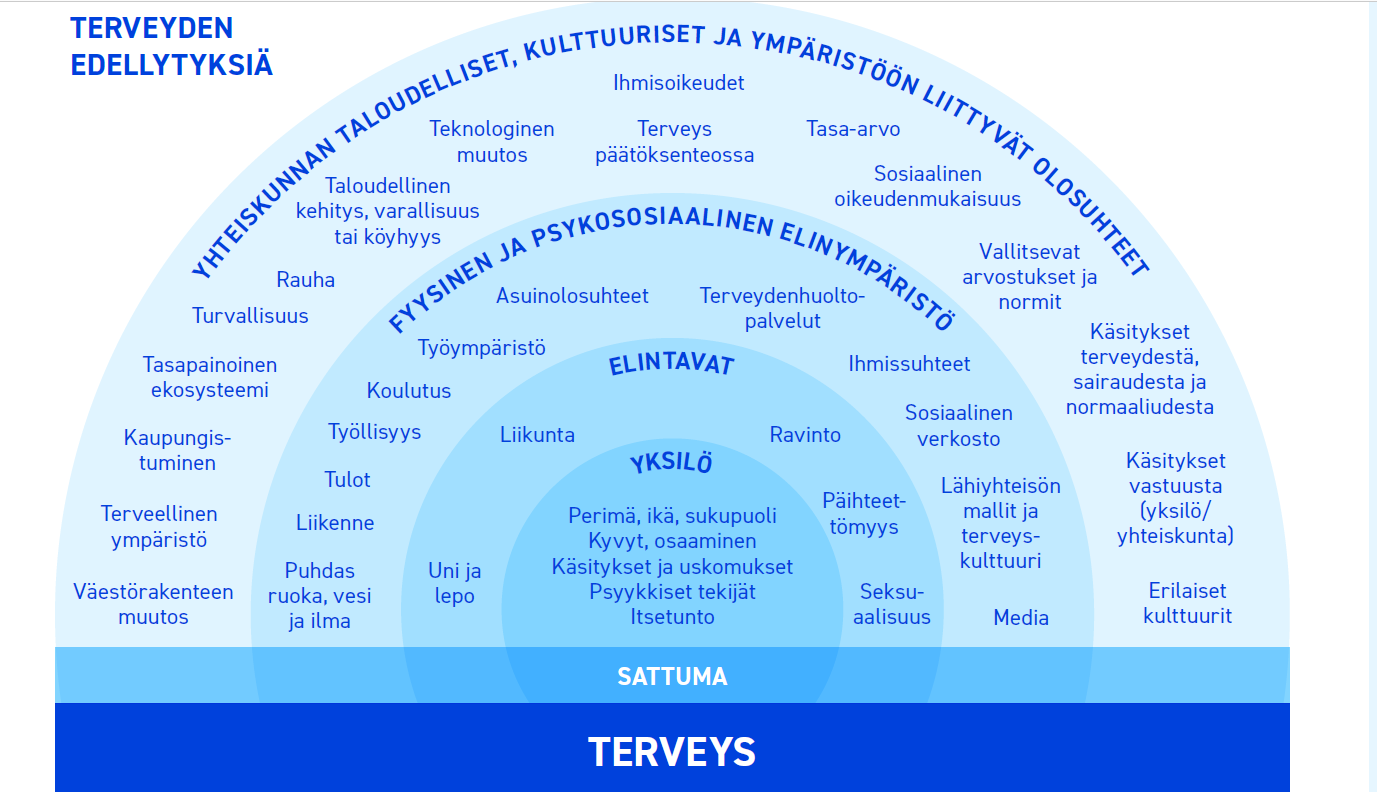 TERVEYDEN
EDELLYTYKSIÄ
YHTEISKUNNAN TALOUDELLISET, KULTTUURISET JA YMPÄRISTÖÖN LIITTYVÄT OLOSUHTEET
Ihmisoikeudet
Teknologinen
muutos
Terveys
päätöksenteossa
Tasa-arvo
Sosiaalinen
oikeudenmukaisuus
Taloudellinen
kehitys, varallisuus
tai köyhyys
Vallitsevat
arvostukset ja
normit
Rauha
Turvallisuus
Käsitykset
terveydestä,
sairaudesta ja
normaaliudesta
Tasapainoinen
ekosysteemi
Kaupungis-
tuminen
Käsitykset
vastuusta
(yksilö/
yhteiskunta)
Terveellinen
ympäristö
Väestörakenteen
muutos
Erilaiset
kulttuurit
FYYSINEN JA PSYKOSOSIAALINEN ELINYMPÄRISTÖ
Asuinolosuhteet
Terveydenhuolto-
palvelut
Työympäristö
Ihmissuhteet
Koulutus
Sosiaalinen
verkosto
Työllisyys
Tulot
Lähiyhteisön
mallit ja
terveys-
kulttuuri
Liikenne
Puhdas
ruoka, vesi
ja ilma
Media
ELINTAVAT
Liikunta
Ravinto
Päihteet-
tömyys
Uni ja
lepo
Seksu-
aalisuus
YKSILÖ
Perimä, ikä, sukupuoli
Kyvyt, osaaminen
Käsitykset ja uskomukset
Psyykkiset tekijät
Itsetunto
SATTUMA
TERVEYS